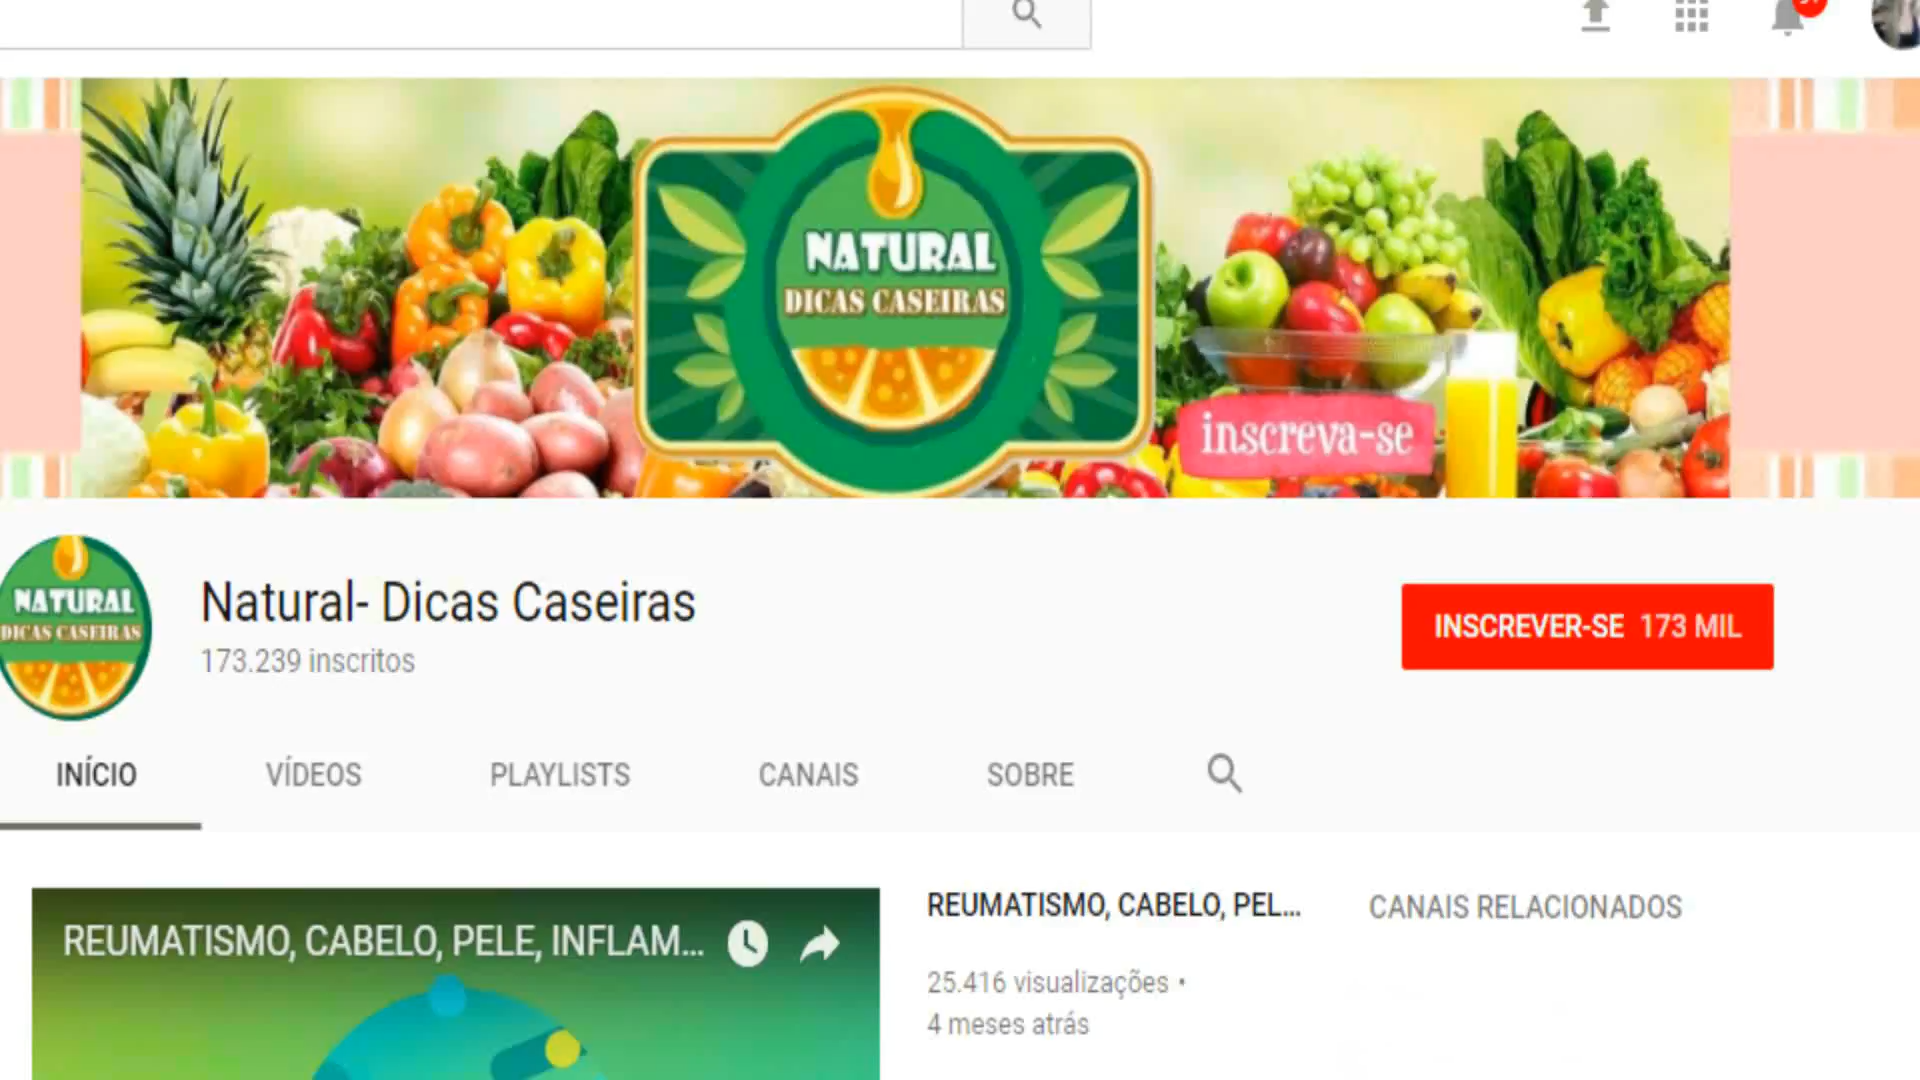 NATURAL
DICAS CASEIRAS
inscreva-se
NATURAL
DICAS CASEIRAS
Natural- Dicas Caseiras
173.239 inscritos
INSCREVER-SE 173 MIL
INÍCIO VÍDEOS PLAYLISTS CANAIS SOBRE
REUMATISMO, CABELO, PELE, INFLAM...
REUMATISMO, CABELO, PEL...
25.416 visualizações •
4 meses atrás
CANAIS RELACIONADOS